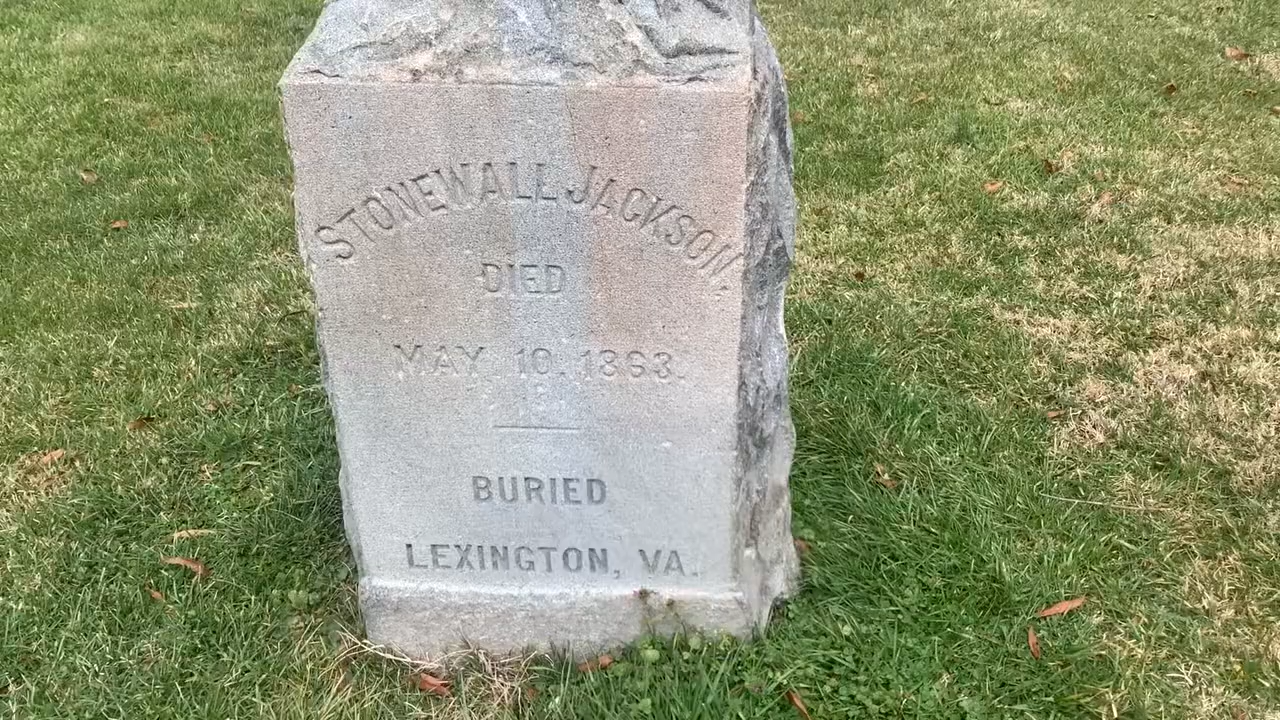 STONEWALL JACKSON,
DIED
MAY 10. 1863.
BURIED
LEXINGTON, VA.